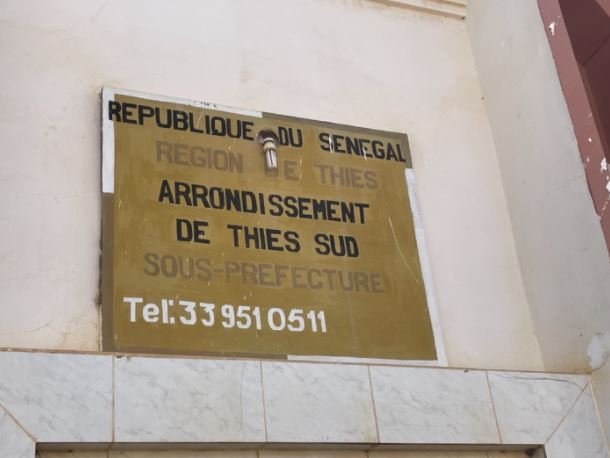 REPUBLIQUE DU SENEGAL
REGION DE THIES
ARRONDISSEMENT
DE THIES SUD
SOUS-PREFECTURE
Tel: 33 951 05 11